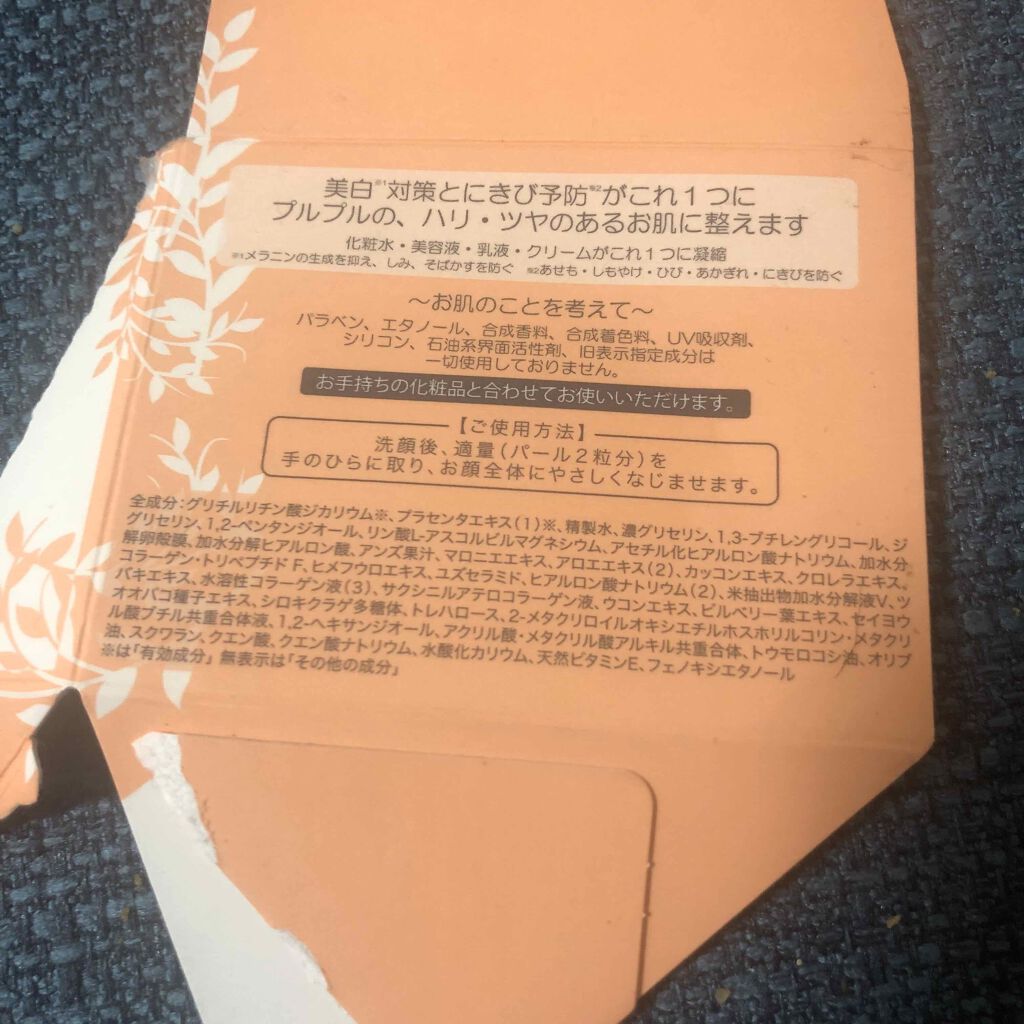 美白※1対策とにきび予防※2がこれ1つに
プルプルの、ハリ・ツヤのあるお肌に整えます
化粧水・美容液・乳液・クリームがこれ1つに凝縮
※1メラニンの生成を抑え、しみ、そばかすを防ぐ ※2あせも・しもやけ・ひび・あかぎれ・にきびを防ぐ
〜お肌のことを考えて〜
パラベン、エタノール、合成香料、合成着色料、UV吸収剤、
シリコン、石油系界面活性剤、旧表示指定成分は
一切使用しておりません。
お手持ちの化粧品と合わせてお使いいただけます。
【ご使用方法】
洗顔後、適量(パール2粒分)を
手のひらに取り、お顔全体にやさしくなじませます。
全成分:グリチルリチン酸ジカリウム※、プラセンタエキス(1)※、精製水、濃グリセリン、1,3-ブチレングリコール、ジ
グリセリン、1,2-ペンタンジオール、リン酸L-アスコルビルマグネシウム、アセチル化ヒアルロン酸ナトリウム、加水分
解卵殻膜、加水分解ヒアルロン酸、アンズ果汁、マロニエエキス、アロエエキス(2)、カッコンエキス、クロレラエキス、
コラーゲン・トリペプチド F、ヒメフウロエキス、ユズセラミド、ヒアルロン酸ナトリウム(2)、米抽出物加水分解液V、ツ
バキエキス、水溶性コラーゲン液(3)、サクシニルアテロコラーゲン液、ウコンエキス、ビルベリー葉エキス、セイヨウ
オオバコ種子エキス、シロキクラゲ多糖体、トレハロース、2-メタクリロイルオキシエチルホスホリルコリン・メタクリ
ル酸ブチル共重合体液、1,2-ヘキサンジオール、アクリル酸・メタクリル酸アルキル共重合体、トウモロコシ油、オリブ
油、スクワラン、クエン酸、クエン酸ナトリウム、水酸化カリウム、天然ビタミンE、フェノキシエタノール
※は「有効成分」 無表示は「その他の成分」